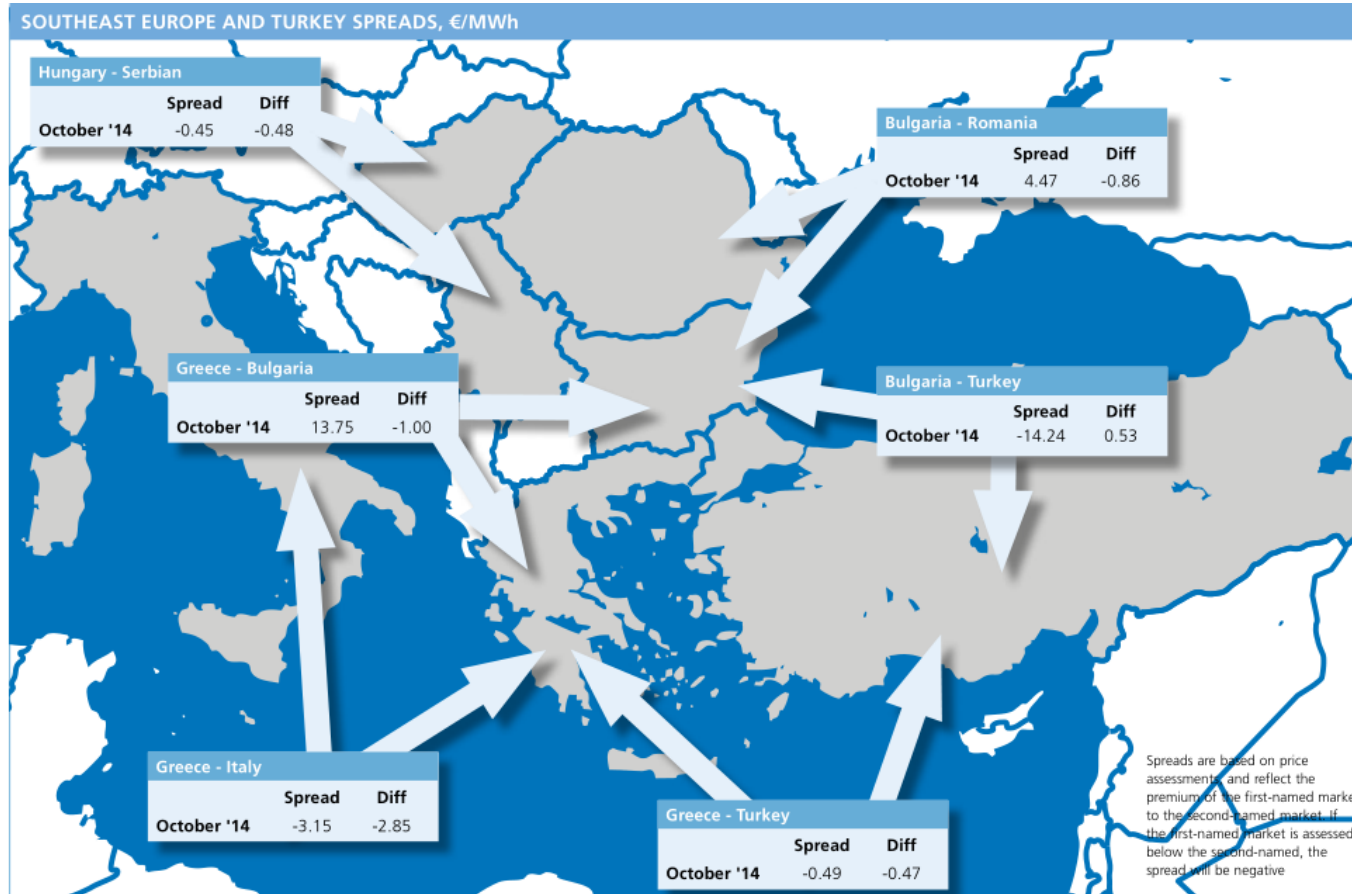 SOUTHEAST EUROPE AND TURKEY SPREADS, €/MWh
Hungary - Serbian
Spread Diff
October '14 -0.45 -0.48
Bulgaria - Romania
Spread Diff
October '14 4.47 -0.86
Greece - Bulgaria
Spread Diff
October '14 13.75 -1.00
Bulgaria - Turkey
Spread Diff
October '14 -14.24 0.53
Greece - Italy
Spread Diff
October '14 -3.15 -2.85
Greece - Turkey
Spread Diff
October '14 -0.49 -0.47
Spreads are based on price
assessments, and reflect the
premium of the first-named marke
to the second-named market. If
the first-named market is assessed
below the second-named, the
spread will be negative